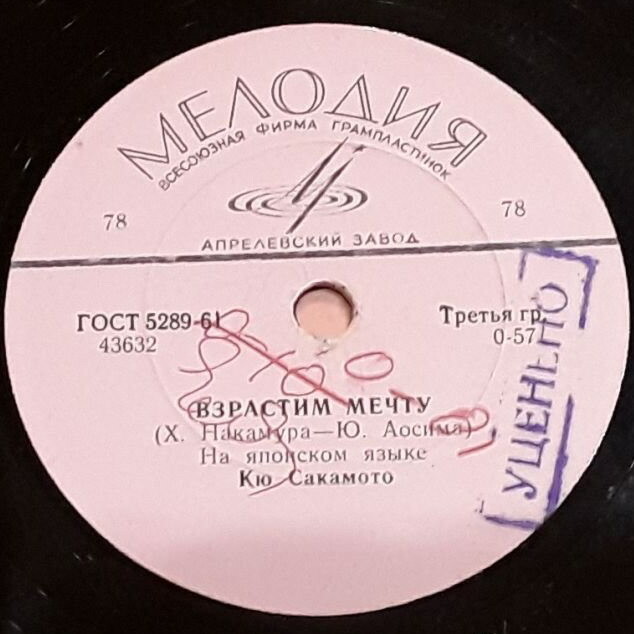 МЕЛОДИЯ
ВСЕСОЮЗНАЯ ФИРМА ГРАМПЛАСТИНОК
78
78
АПРЕЛЕВСКИЙ ЗАВОД
ГОСТ 5289-61
Третья гр.
43632
0-57
ВЗРАСТИМ МЕЧТУ
(Х. Накамура—Ю. Аосима)
На японском языке
Кю Сакамото
УЦЕНЕНО